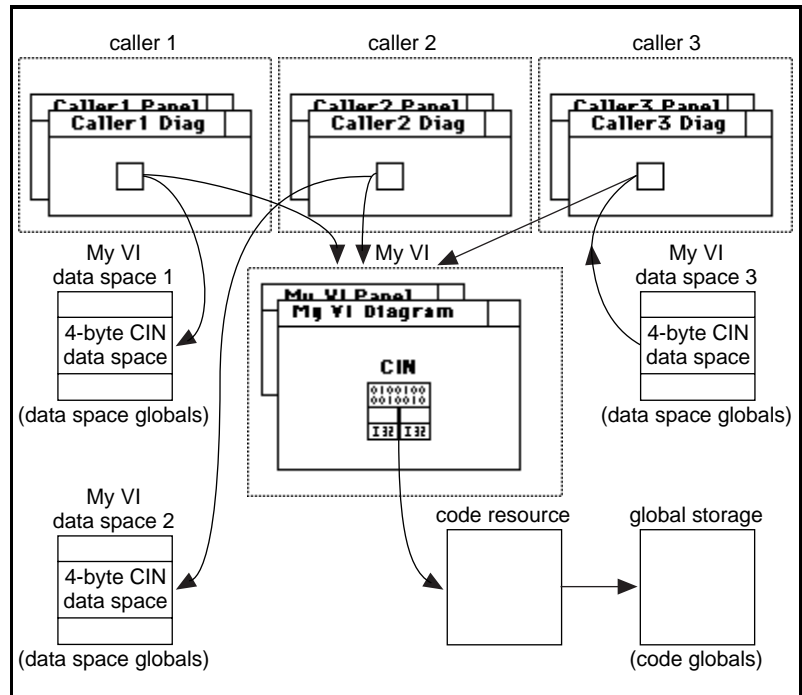 caller 1
caller 2
caller 3
Caller1 Panel
Caller1 Diag
Caller2 Panel
Caller2 Diag
Caller3 Panel
Caller3 Diag
My VI
data space 1
4-byte CIN
data space
(data space globals)
My VI
My VI Panel
My VI Diagram
CIN
0100100
0010010
I32 I32
My VI
data space 3
4-byte CIN
data space
(data space globals)
My VI
data space 2
4-byte CIN
data space
(data space globals)
code resource
global storage
(code globals)